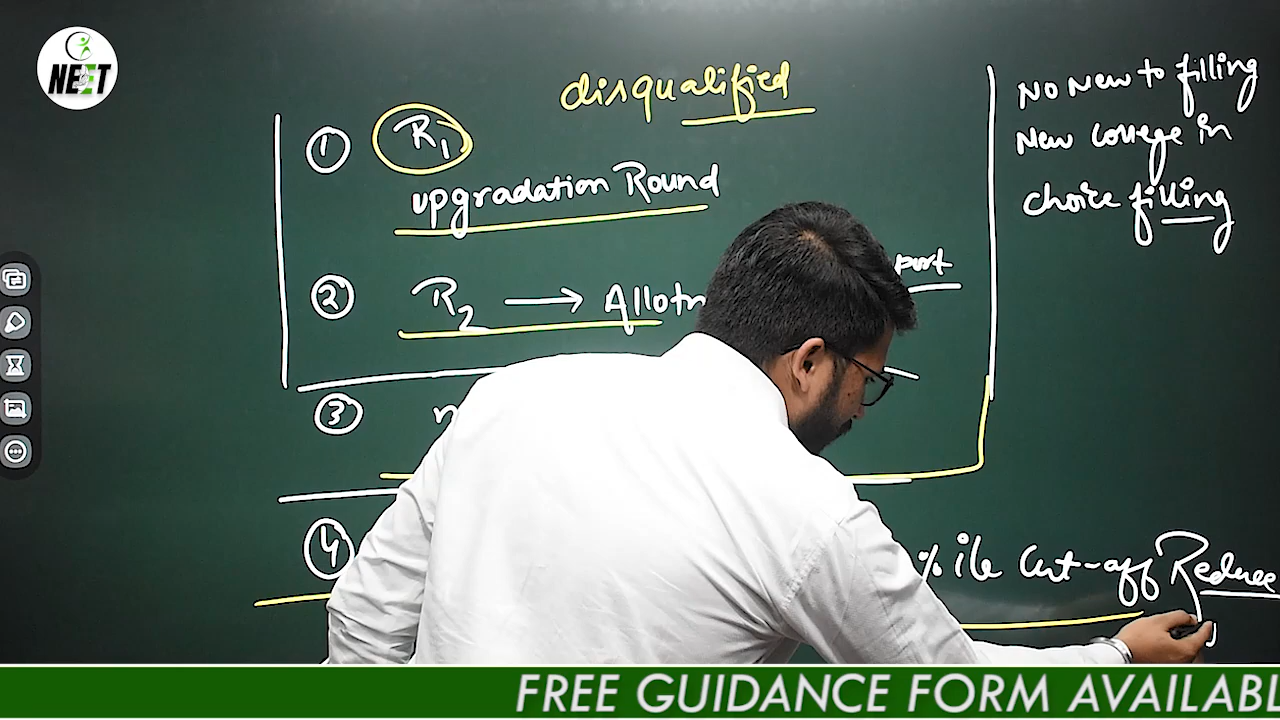 NEET
disqualified
① R1
upgradation Round
② R2 → Allotm
port
③
④
%ile Cut-off Reduce
No New to filling
New College in
choice filling
FREE GUIDANCE FORM AVAILABL